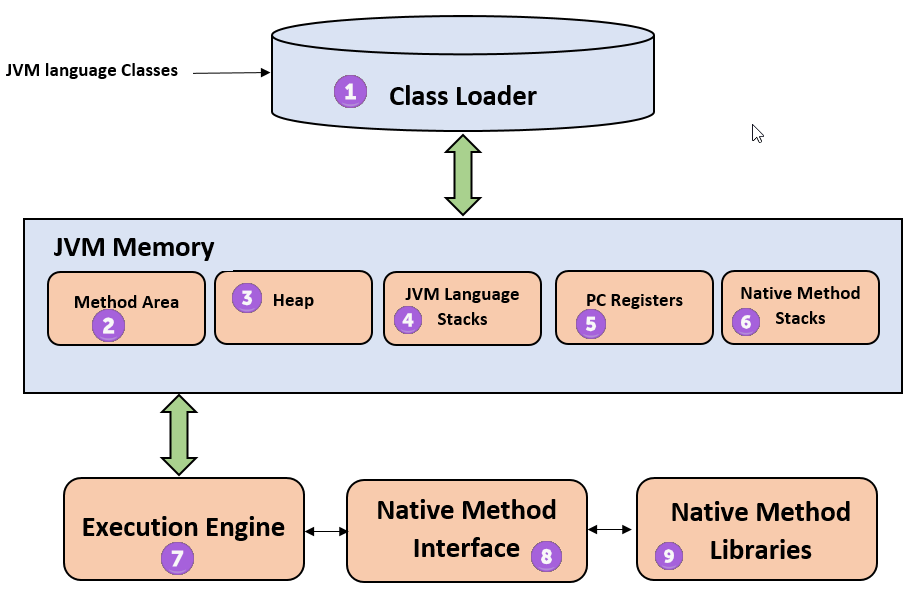 JVM language Classes
1 Class Loader
JVM Memory
Method Area
2
3 Heap
JVM Language
4 Stacks
PC Registers
5
Native Method
6 Stacks
Execution Engine
7
Native Method
Interface 8
Native Method
9 Libraries